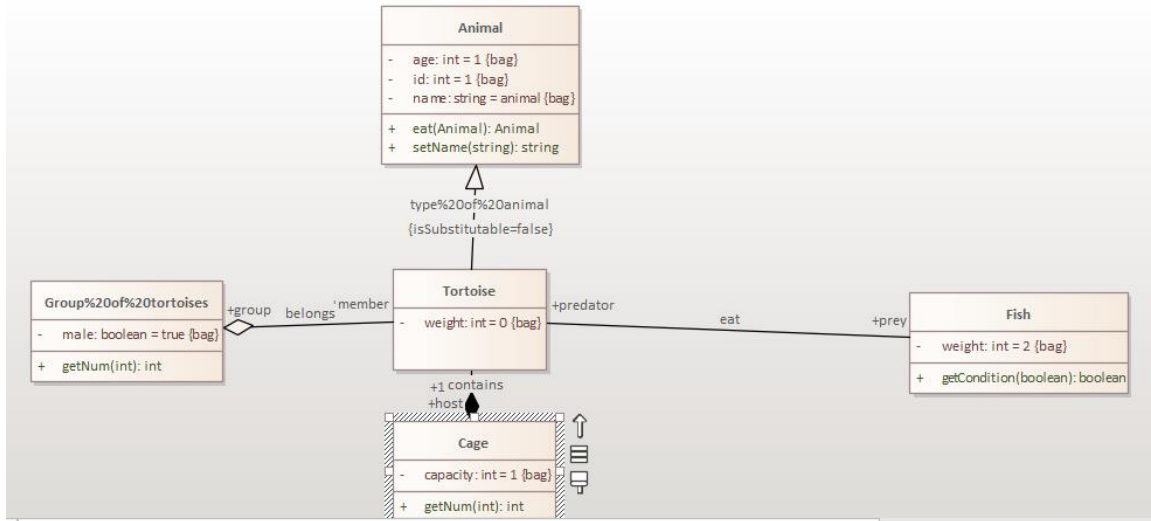 Animal
- age: int = 1 {bag}
- id: int = 1 {bag}
- name: string = animal {bag}
+ eat(Animal): Animal
+ setName(string): string
type%20of%20animal
{isSubstitutable=false}
Group%20of%20tortoises
- male: boolean = true {bag}
+ getNum(int): int
+group
belongs
'member
Tortoise
- weight: int = 0 {bag}
+predator
eat
+prey
Fish
- weight: int = 2 {bag}
+ getCondition(boolean): boolean
+1 contains
+host
Cage
- capacity: int = 1 {bag}
+ getNum(int): int